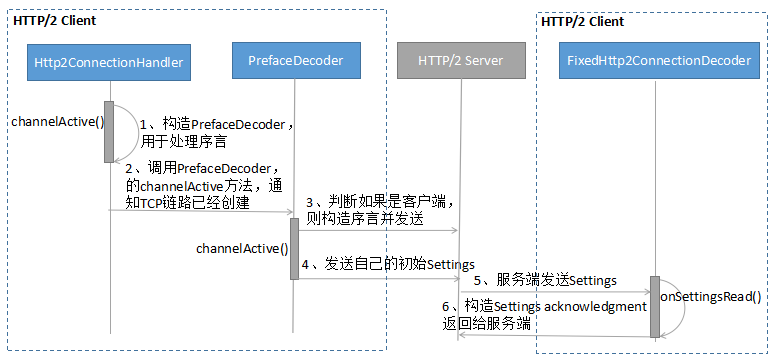 HTTP/2 Client
HTTP/2 Client
Http2ConnectionHandler
PrefaceDecoder
HTTP/2 Server
FixedHttp2ConnectionDecoder
channelActive()
1、构造PrefaceDecoder，
用于处理序言
2、调用PrefaceDecoder，
的channelActive方法，通
知TCP链路已经创建
3、判断如果是客户端，
则构造序言并发送
channelActive()
4、发送自己的初始Settings
5、服务端发送Settings
onSettingsRead()
6、构造Settings acknowledgment
返回给服务端